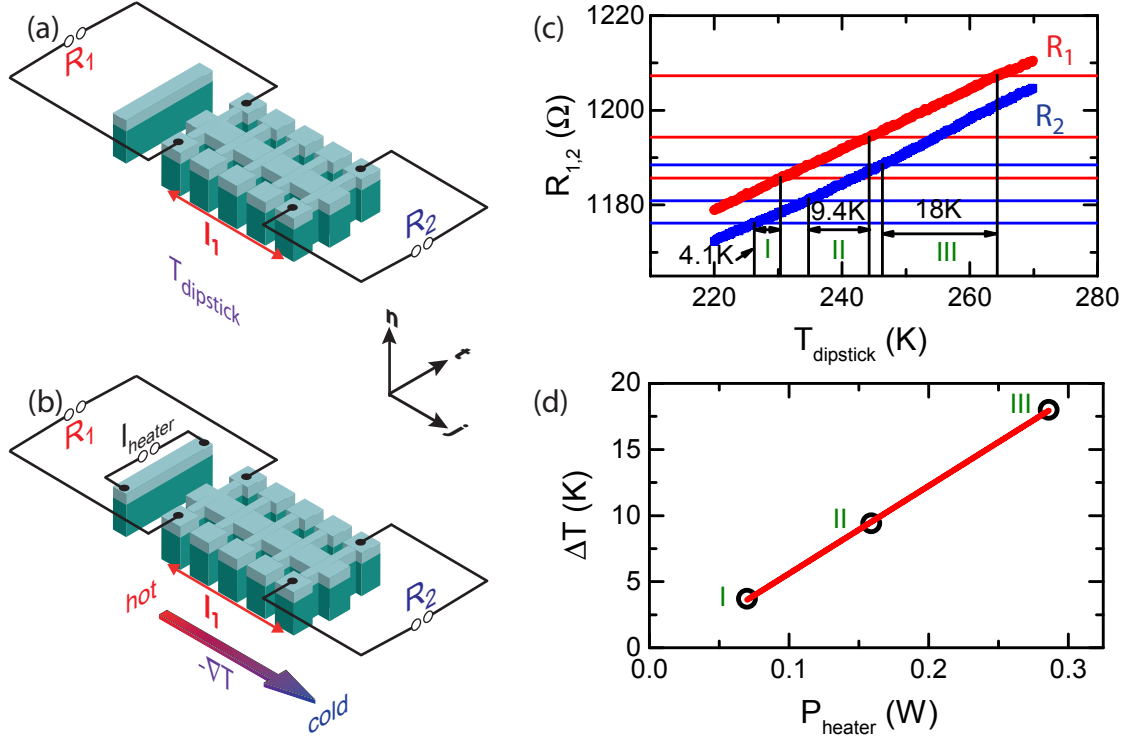 (a)
R1
R2
l1
Tdipstick
n
t
j,i
(b)
R1
Iheater
R2
l1
hot
-∇T
cold
(c)
R1,2 (Ω)
1220
1200
1180
R1
R2
4.1K
I
9.4K
II
18K
III
220
240
260
280
Tdipstick (K)
(d)
ΔT (K)
20
15
10
5
0
I
II
III
0.0
0.1
0.2
0.3
Pheater (W)